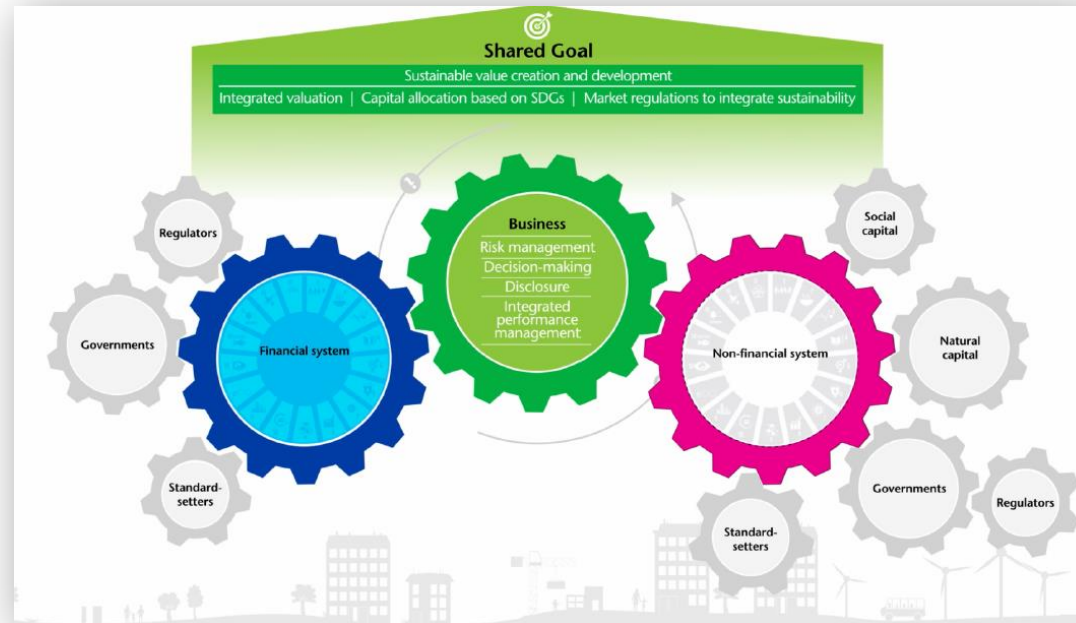 Shared Goal
Sustainable value creation and development
Integrated valuation | Capital allocation based on SDGs | Market regulations to integrate sustainability
Business
Risk management
Decision-making
Disclosure
Integrated
performance
management
Regulators
Governments
Standard-
setters
Financial system
Non-financial system
Social
capital
Natural
capital
Governments
Regulators
Standard-
setters